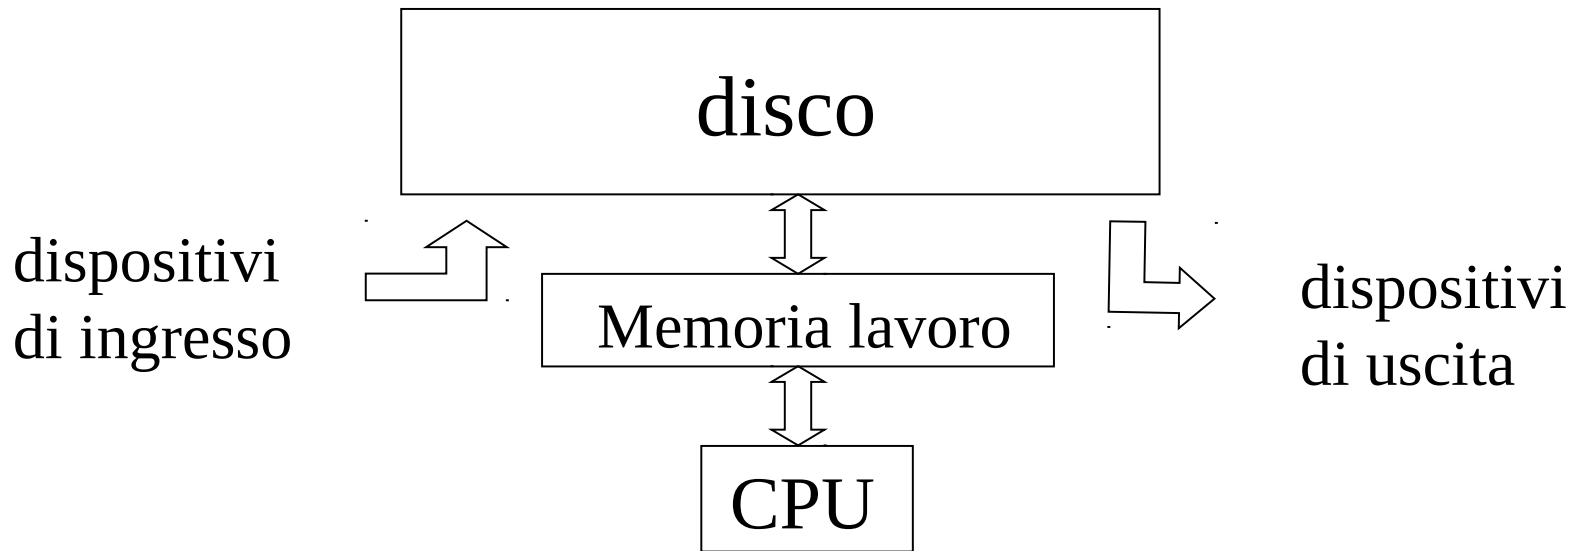 disco
dispositivi
di ingresso
Memoria lavoro
dispositivi
di uscita
CPU